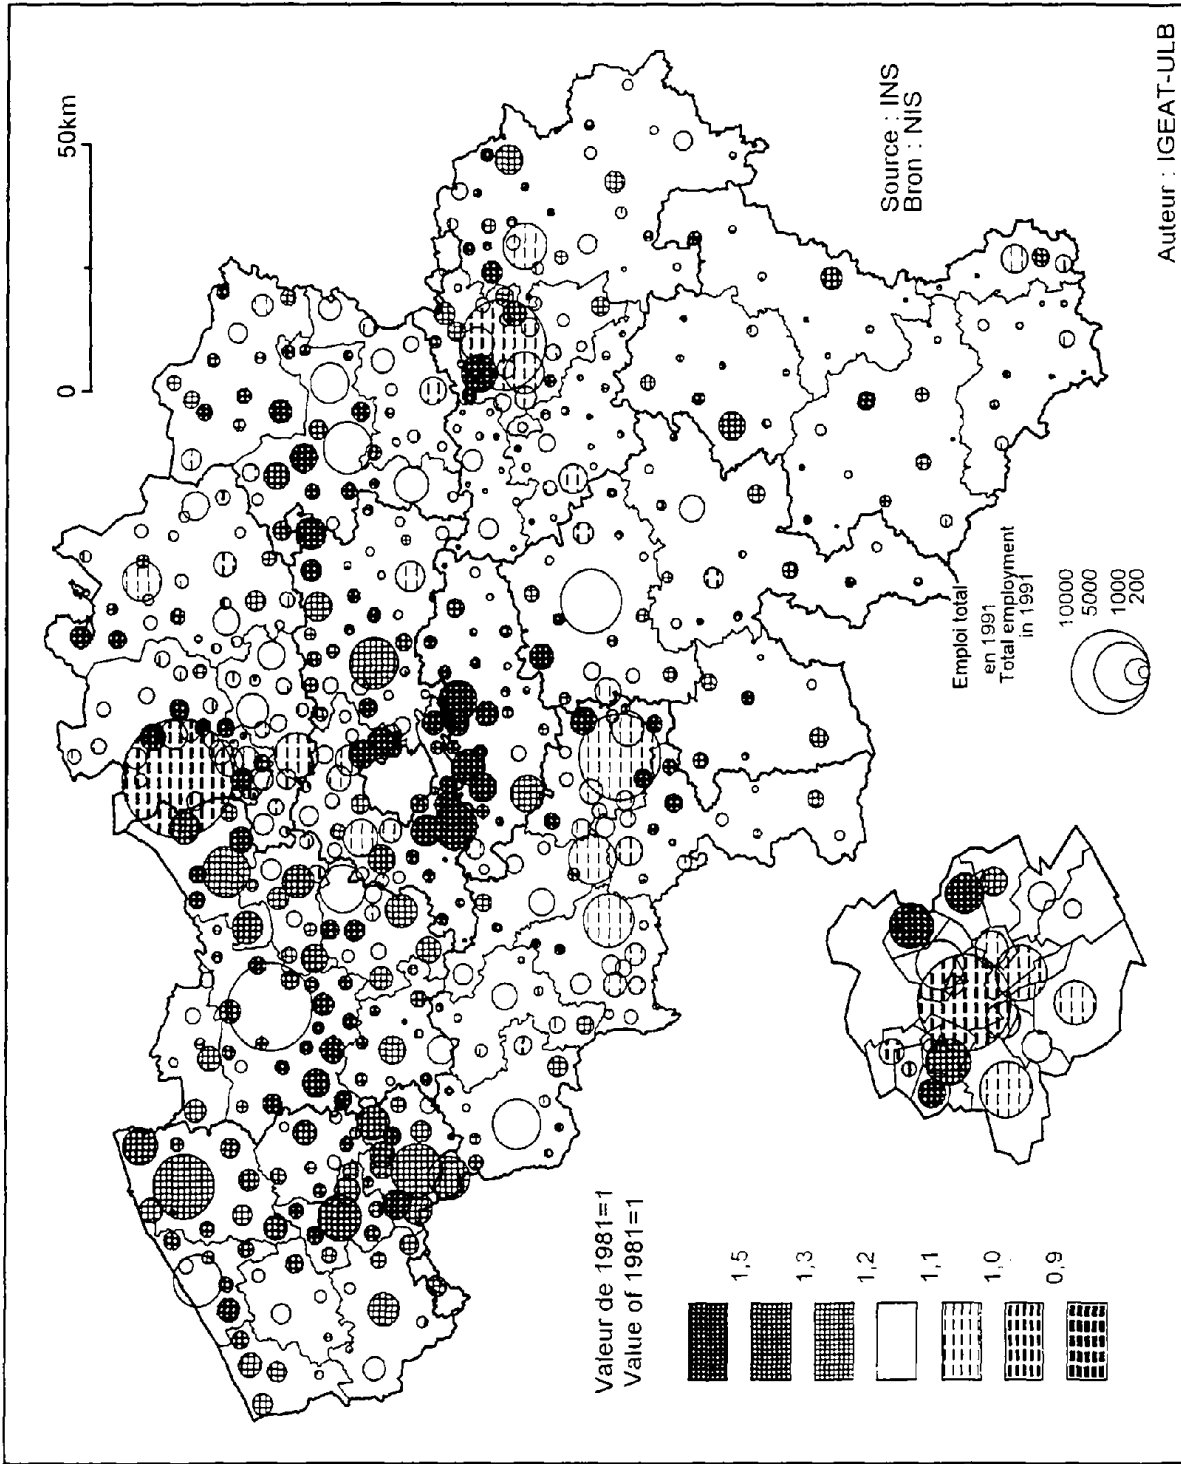 0 50km
Source : INS
Bron : NIS
Auteur : IGEAT-ULB
Valeur de 1981=1
Value of 1981=1
1,5
1,3
1,2
1,1
1,0
0,9
Emploi total
en 1991
Total employment
in 1991
10000
5000
1000
200